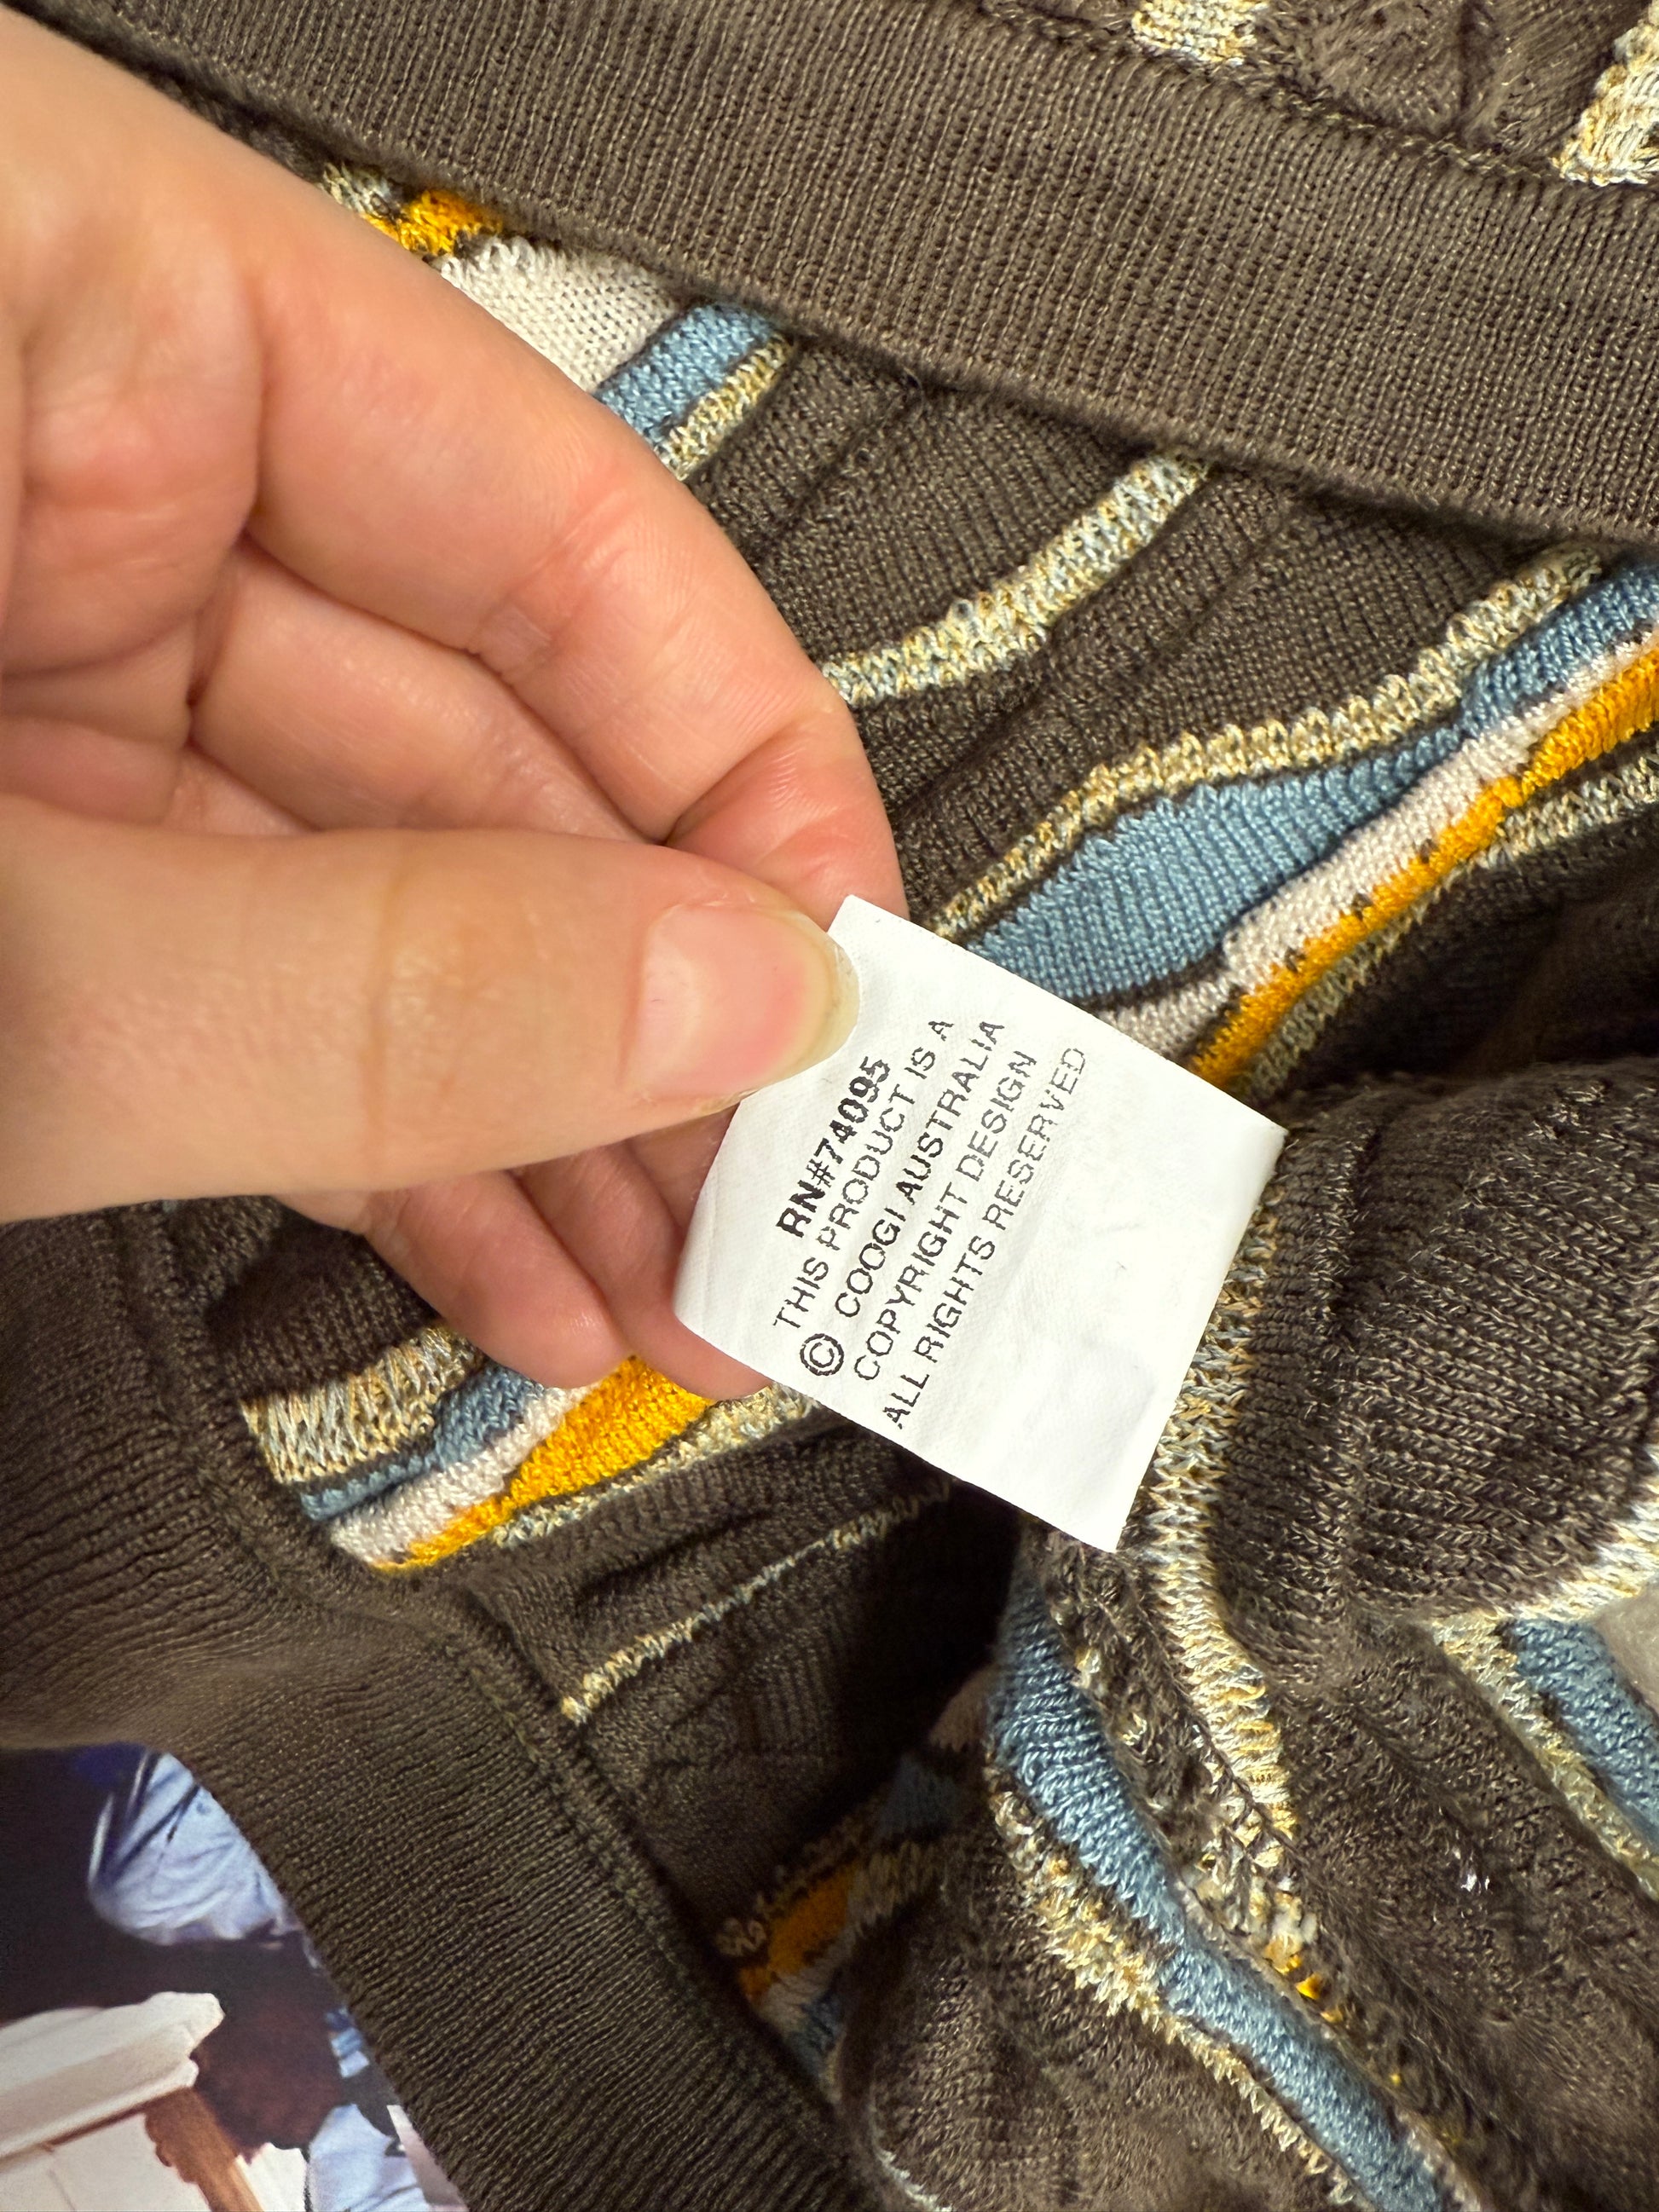 RN#74095
THIS PRODUCT IS A
© COOGI AUSTRALIA
COPYRIGHT DESIGN
ALL RIGHTS RESERVED